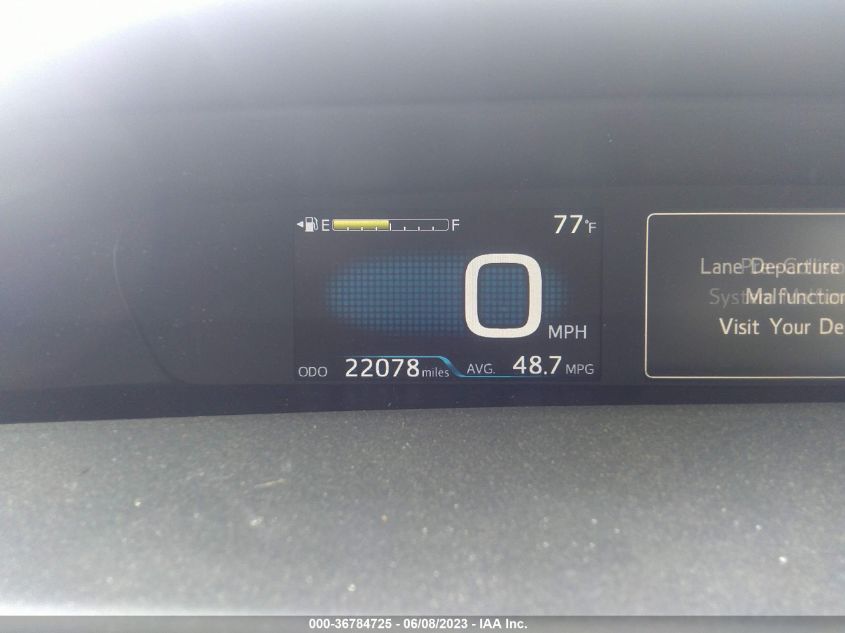 E F 77°F
0 MPH
ODO 22078 miles AVG. 48.7 MPG
Lane Departure
Malfunction
Visit Your De
000-36784725 - 06/08/2023 - IAA Inc.